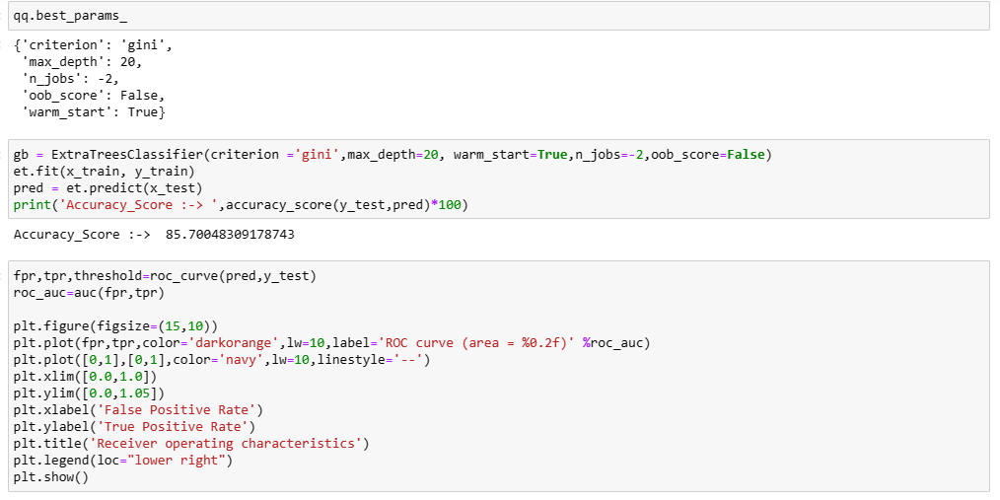 qq.best_params_
{'criterion': 'gini',
 'max_depth': 20,
 'n_jobs': -2,
 'oob_score': False,
 'warm_start': True}
gb = ExtraTreesClassifier(criterion ='gini',max_depth=20, warm_start=True,n_jobs=-2,oob_score=False)
et.fit(x_train, y_train)
pred = et.predict(x_test)
print('Accuracy_Score :-> ',accuracy_score(y_test,pred)*100)
Accuracy_Score :->  85.70048309178743
fpr,tpr,threshold=roc_curve(pred,y_test)
roc_auc=auc(fpr,tpr)
plt.figure(figsize=(15,10))
plt.plot(fpr,tpr,color='darkorange',lw=10,label='ROC curve (area = %0.2f)' %roc_auc)
plt.plot([0,1],[0,1],color='navy',lw=10,linestyle='--')
plt.xlim([0.0,1.0])
plt.ylim([0.0,1.05])
plt.xlabel('False Positive Rate')
plt.ylabel('True Positive Rate')
plt.title('Receiver operating characteristics')
plt.legend(loc="lower right")
plt.show()